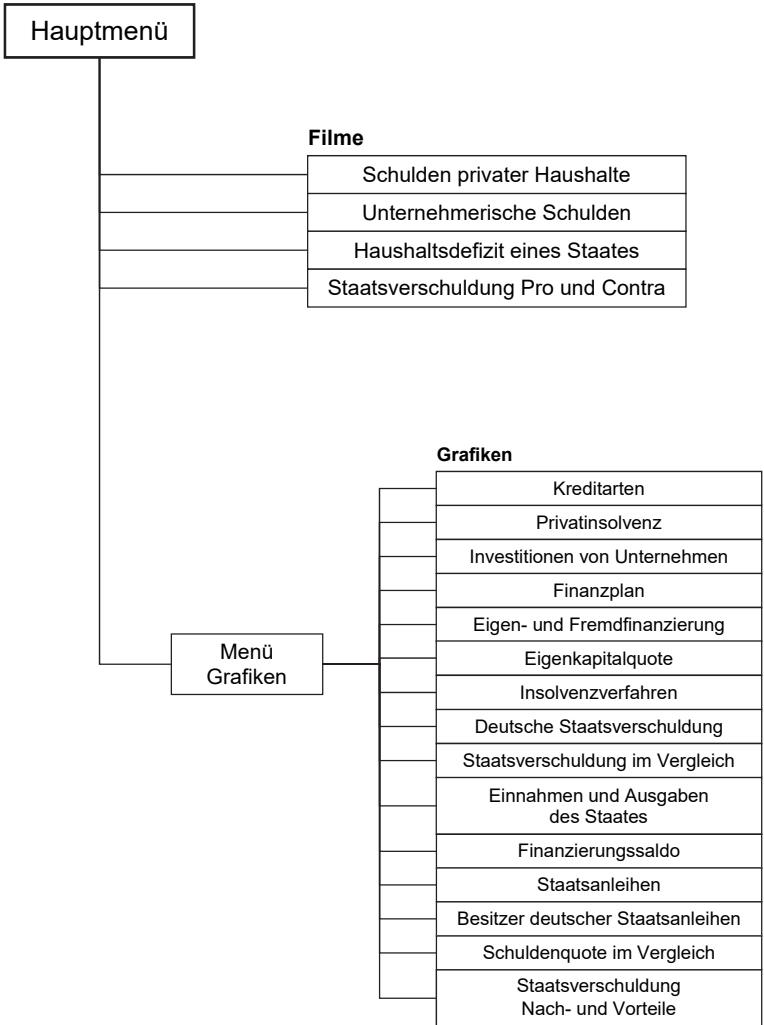 Hauptmenü
Filme
Schulden privater Haushalte
Unternehmerische Schulden
Haushaltsdefizit eines Staates
Staatsverschuldung Pro und Contra
Grafiken
Kreditarten
Privatinsolvenz
Investitionen von Unternehmen
Finanzplan
Eigen- und Fremdfinanzierung
Menü
Grafiken
Eigenkapitalquote
Insolvenzverfahren
Deutsche Staatsverschuldung
Staatsverschuldung im Vergleich
Einnahmen und Ausgaben
des Staates
Finanzierungssaldo
Staatsanleihen
Besitzer deutscher Staatsanleihen
Schuldenquote im Vergleich
Staatsverschuldung
Nach- und Vorteile